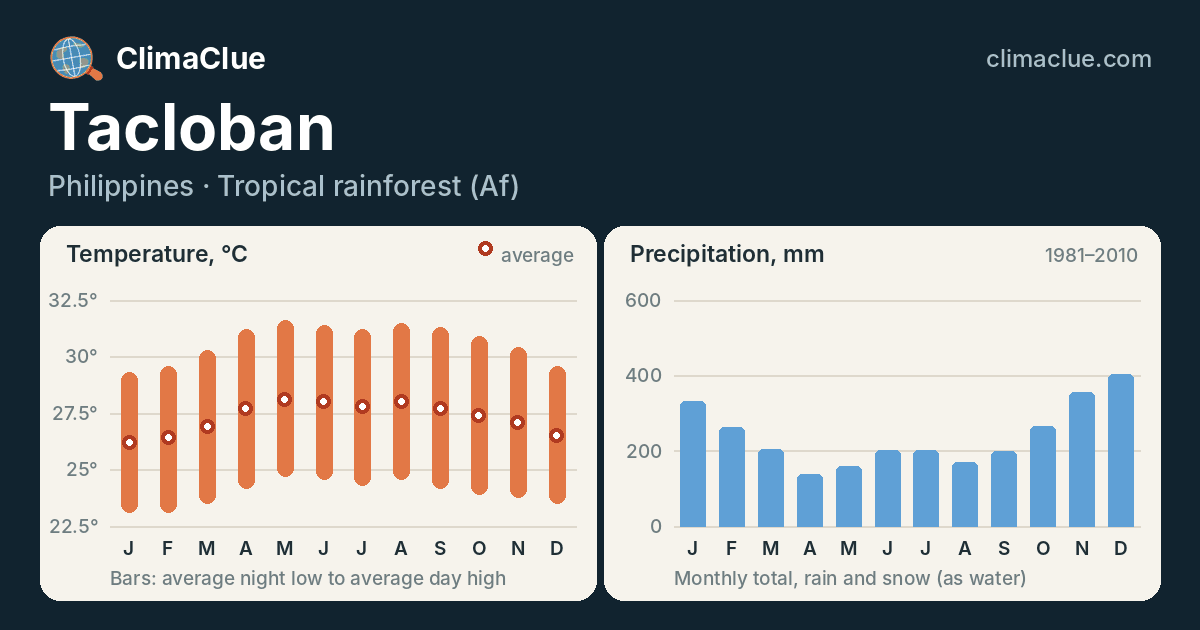 ClimaClue
climaclue.com
Tacloban
Philippines · Tropical rainforest (Af)
Temperature, °C
average
32.5°
30°
27.5°
25°
22.5°
J F M A M J J A S O N D
Bars: average night low to average day high
Precipitation, mm
1981–2010
600
400
200
0
J F M A M J J A S O N D
Monthly total, rain and snow (as water)